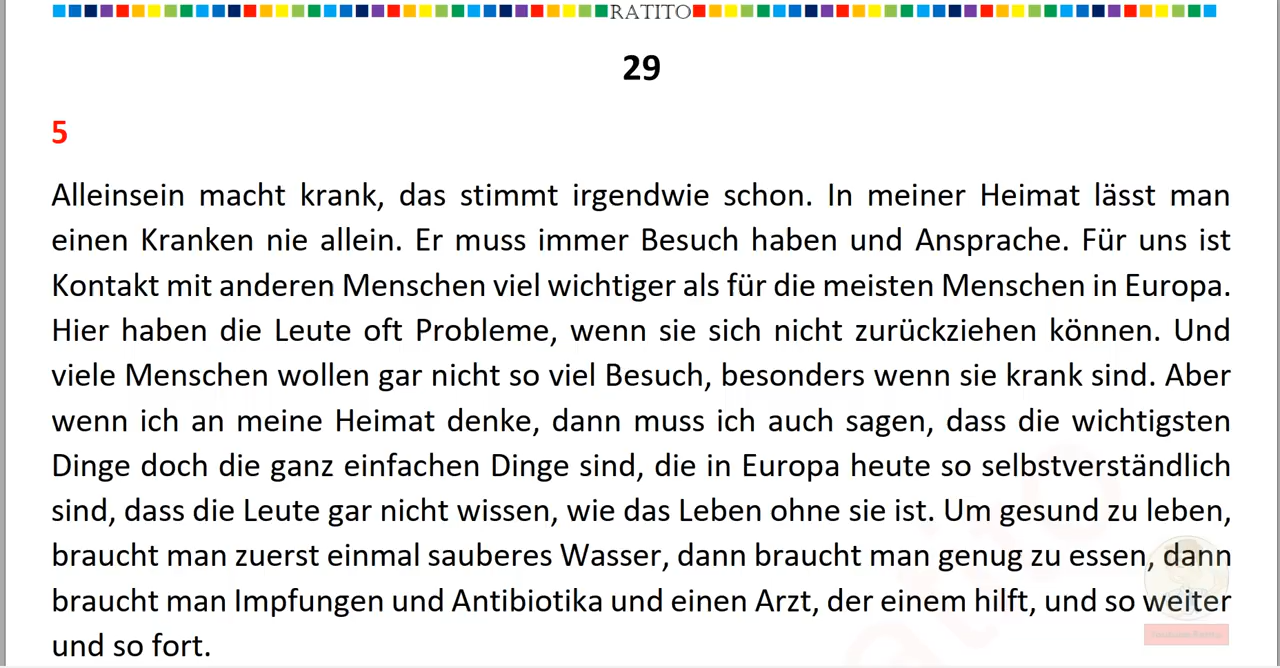 RATITO
29
5
Alleinsein macht krank, das stimmt irgendwie schon. In meiner Heimat lässt man
einen Kranken nie allein. Er muss immer Besuch haben und Ansprache. Für uns ist
Kontakt mit anderen Menschen viel wichtiger als für die meisten Menschen in Europa.
Hier haben die Leute oft Probleme, wenn sie sich nicht zurückziehen können. Und
viele Menschen wollen gar nicht so viel Besuch, besonders wenn sie krank sind. Aber
wenn ich an meine Heimat denke, dann muss ich auch sagen, dass die wichtigsten
Dinge doch die ganz einfachen Dinge sind, die in Europa heute so selbstverständlich
sind, dass die Leute gar nicht wissen, wie das Leben ohne sie ist. Um gesund zu leben,
braucht man zuerst einmal sauberes Wasser, dann braucht man genug zu essen, dann
braucht man Impfungen und Antibiotika und einen Arzt, der einem hilft, und so weiter
und so fort.